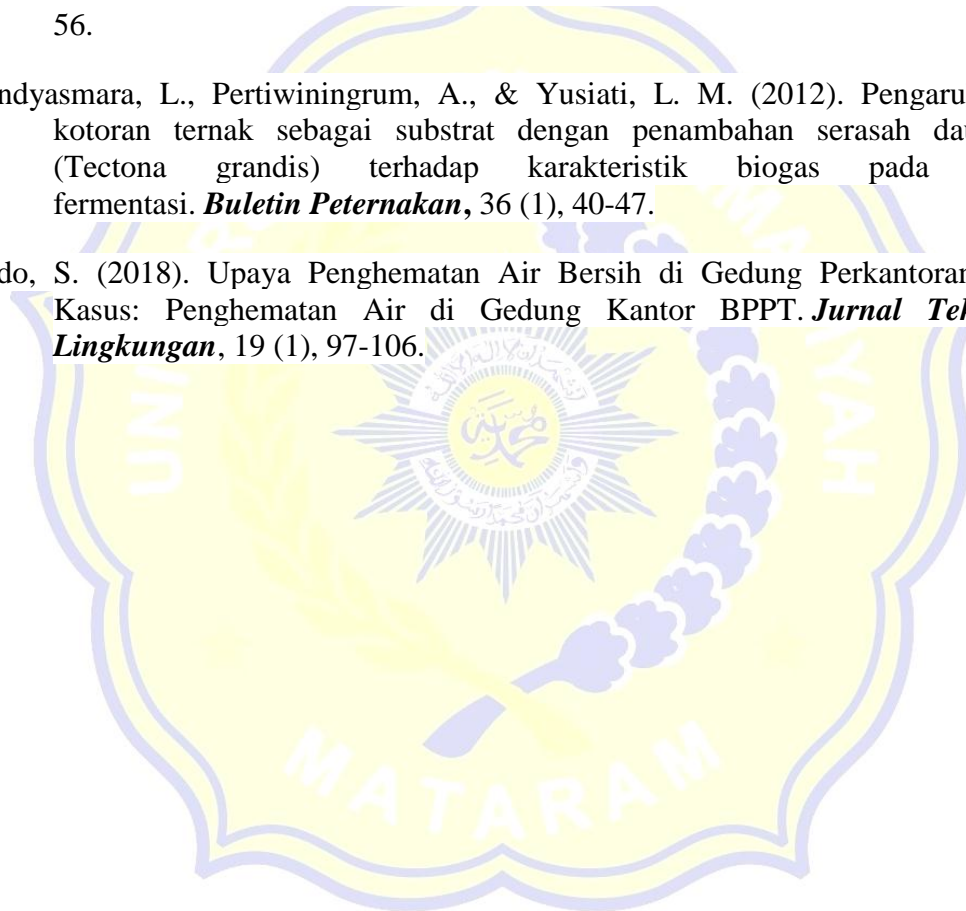 56.
ndyasmara, L., Pertiwiningrum, A., & Yusiati, L. M. (2012). Pengaru
kotoran ternak sebagai substrat dengan penambahan serasah da
(Tectona grandis) terhadap karakteristik biogas pada
fermentasi. Buletin Peternakan, 36 (1), 40-47.
do, S. (2018). Upaya Penghematan Air Bersih di Gedung Perkantoran
Kasus: Penghematan Air di Gedung Kantor BPPT. Jurnal Te
Lingkungan, 19 (1), 97-106.
MATARAM